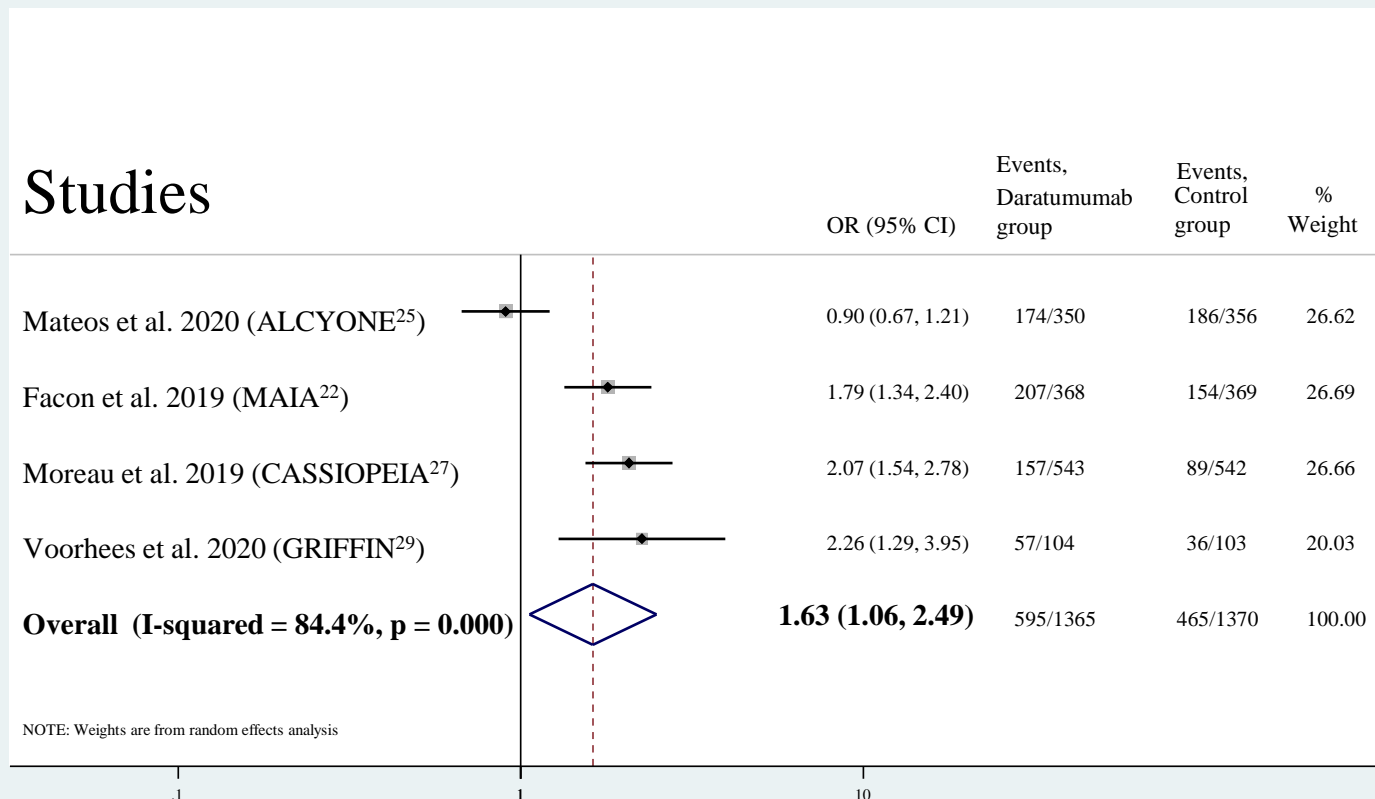 Studies
OR (95% CI)
Events,
Daratumumab
group
Events,
Control
group
%
Weight
Mateos et al. 2020 (ALCYONE²⁵) 0.90 (0.67, 1.21) 174/350 186/356 26.62
Facon et al. 2019 (MAIA²²) 1.79 (1.34, 2.40) 207/368 154/369 26.69
Moreau et al. 2019 (CASSIOPEIA²⁷) 2.07 (1.54, 2.78) 157/543 89/542 26.66
Voorhees et al. 2020 (GRIFFIN²⁹) 2.26 (1.29, 3.95) 57/104 36/103 20.03
Overall (I-squared = 84.4%, p = 0.000) 1.63 (1.06, 2.49) 595/1365 465/1370 100.00
NOTE: Weights are from random effects analysis
.1 1 10